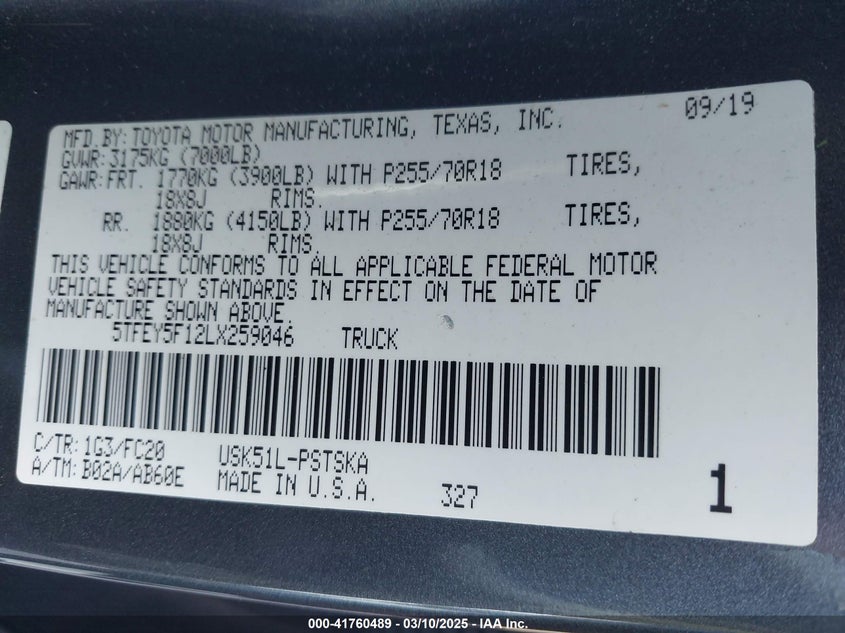 MFD.BY:TOYOTA MOTOR MANUFACTURING, TEXAS, INC. 09/19
GVWR:3175KG (7000LB)
GAWR:FRT. 1770KG (3900LB) WITH P255/70R18 TIRES,
18X8J RIMS.
RR. 1880KG (4150LB) WITH P255/70R18 TIRES,
18X8J RIMS.
THIS VEHICLE CONFORMS TO ALL APPLICABLE FEDERAL MOTOR
VEHICLE SAFETY STANDARDS IN EFFECT ON THE DATE OF
MANUFACTURE SHOWN ABOVE.
5TFEY5F12LX259046 TRUCK
C/TR:1G3/FC20 USK51L-PSTSKA
A/TM:B02A/AB60E MADE IN U.S.A. 327 1
000-41760489 - 03/10/2025 - IAA Inc.